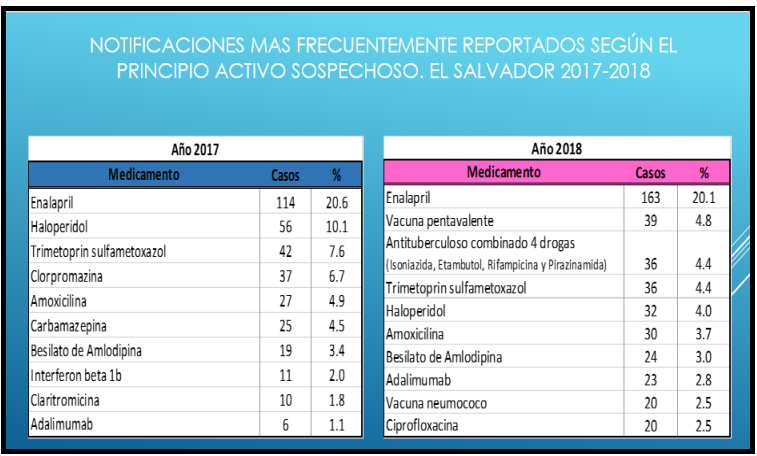 NOTIFICACIONES MAS FRECUENTEMENTE REPORTADOS SEGÚN EL
PRINCIPIO ACTIVO SOSPECHOSO. EL SALVADOR 2017-2018
Año 2017
Medicamento Casos %
Enalapril 114 20.6
Haloperidol 56 10.1
Trimetoprin sulfametoxazol 42 7.6
Clorpromazina 37 6.7
Amoxicilina 27 4.9
Carbamazepina 25 4.5
Besilato de Amlodipina 19 3.4
Interferon beta 1b 11 2.0
Claritromicina 10 1.8
Adalimumab 6 1.1
Año 2018
Medicamento Casos %
Enalapril 163 20.1
Vacuna pentavalente 39 4.8
Antituberculoso combinado 4 drogas
(Isoniazida, Etambutol, Rifampicina y Pirazinamida) 36 4.4
Trimetoprin sulfametoxazol 36 4.4
Haloperidol 32 4.0
Amoxicilina 30 3.7
Besilato de Amlodipina 24 3.0
Adalimumab 23 2.8
Vacuna neumococo 20 2.5
Ciprofloxacina 20 2.5